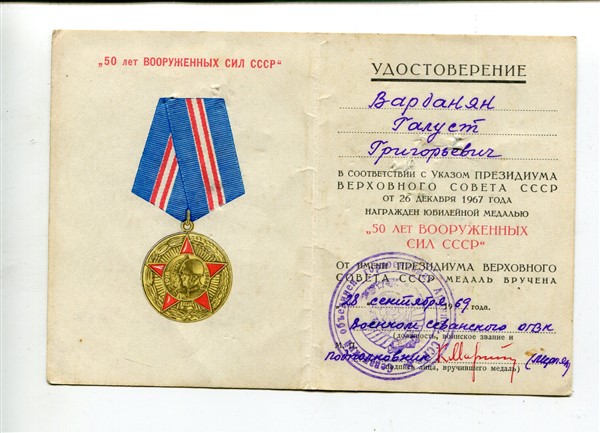 „50 лет ВООРУЖЕННЫХ СИЛ СССР“
УДОСТОВЕРЕНИЕ
Варданян
Галуст
Григорьевич
В СООТВЕТСТВИИ С УКАЗОМ ПРЕЗИДИУМА
ВЕРХОВНОГО СОВЕТА СССР
ОТ 26 ДЕКАБРЯ 1967 ГОДА
НАГРАЖДЕН ЮБИЛЕЙНОЙ МЕДАЛЬЮ
„50 ЛЕТ ВООРУЖЕННЫХ
СИЛ СССР“
ОТ ИМЕНИ ПРЕЗИДИУМА ВЕРХОВНОГО
СОВЕТА СССР МЕДАЛЬ ВРУЧЕНА
28 сентября 69 года.
Военком Севанского
(должность, воинское звание и
подполковник
подпись лица, вручившего медаль)